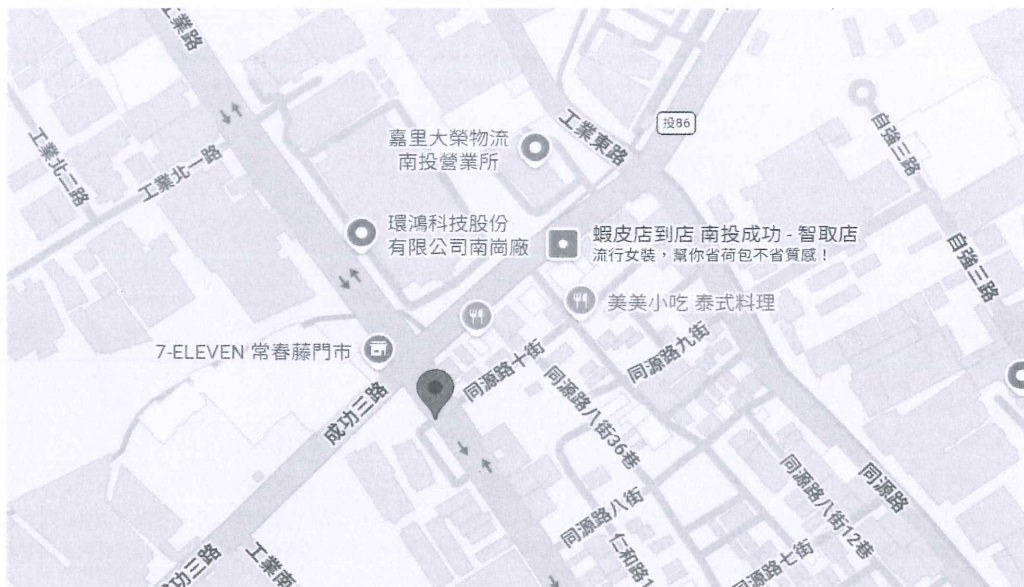 工業路
投86
工業東路
嘉里大榮物流
南投營業所
自強三路
工業北二路
工業北一路
環鴻科技股份
有限公司南崗廠
蝦皮店到店 南投成功 - 智取店
流行女裝，幫你省荷包不省質感！
自強三路
美美小吃 泰式料理
7-ELEVEN 常春藤門市
同源路十街
同源路九街
成功三路
同源路八街36巷
同源路八街12巷
同源路
同源路八街
仁和路
同源路七街
成功三路
工業南